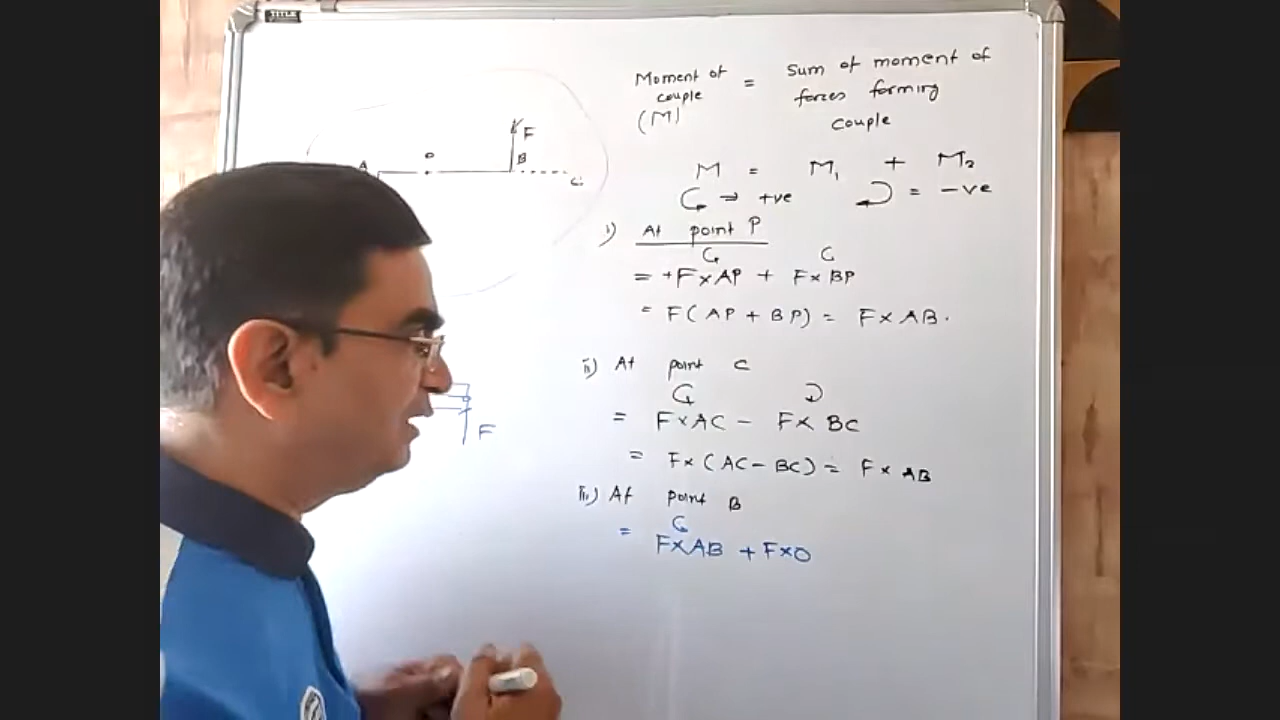 TITLE
Moment of couple (M) = Sum of moment of forces forming couple
M = M₁ + M₂
→ +ve = -ve
i) At point P
= +F×AP + F×BP
= F(AP + BP) = F×AB.
ii) At point C
= F×AC - F× BC
= F×(AC - BC) = F× AB
iii) At point B
= F×AB + F×0
F
A
B
C
F